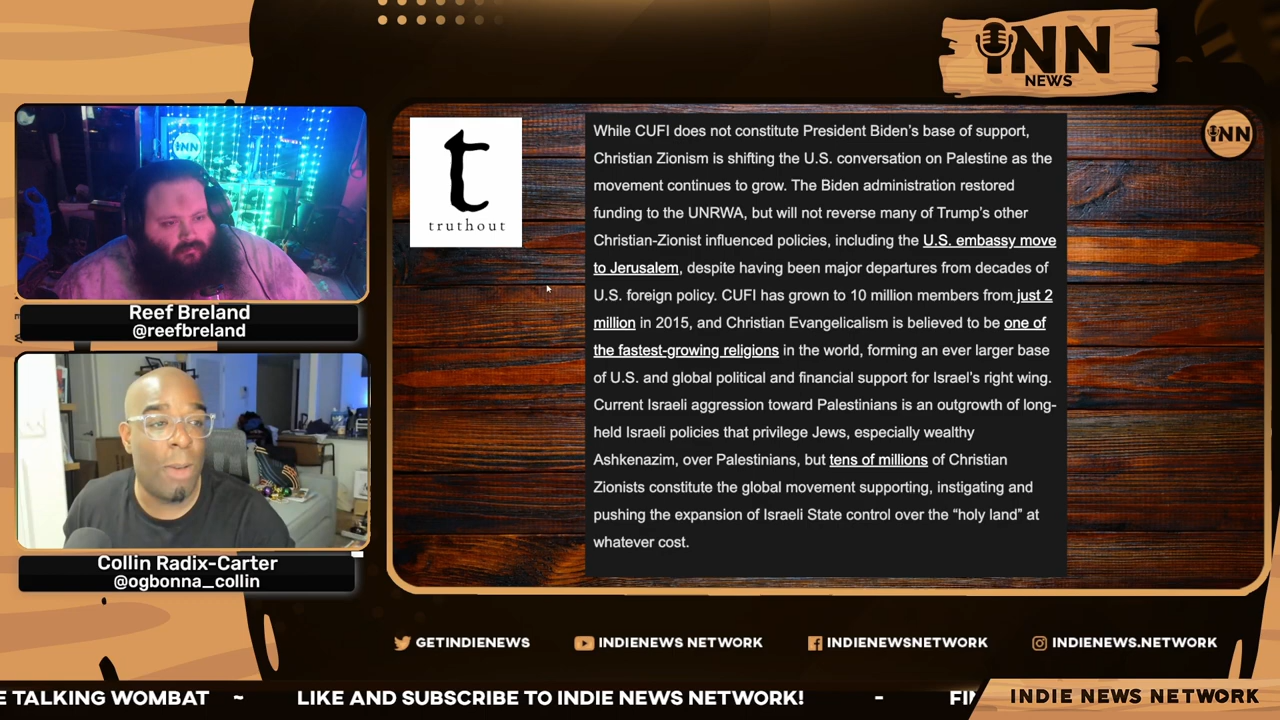 iNN
NEWS
iNN
iNN
While CUFI does not constitute President Biden’s base of support,
Christian Zionism is shifting the U.S. conversation on Palestine as the
movement continues to grow. The Biden administration restored
funding to the UNRWA, but will not reverse many of Trump’s other
Christian-Zionist influenced policies, including the U.S. embassy move
to Jerusalem, despite having been major departures from decades of
U.S. foreign policy. CUFI has grown to 10 million members from just 2
million in 2015, and Christian Evangelicalism is believed to be one of
the fastest-growing religions in the world, forming an ever larger base
of U.S. and global political and financial support for Israel’s right wing.
Current Israeli aggression toward Palestinians is an outgrowth of long-
held Israeli policies that privilege Jews, especially wealthy
Ashkenazim, over Palestinians, but tens of millions of Christian
Zionists constitute the global movement supporting, instigating and
pushing the expansion of Israeli State control over the “holy land” at
whatever cost.
t
truthout
Reef Breland
@reefbreland
Collin Radix-Carter
@ogbonna_collin
GETINDIENEWS
INDIENEWS NETWORK
INDIENEWSNETWORK
INDIENEWS.NETWORK
E TALKING WOMBAT ~ LIKE AND SUBSCRIBE TO INDIE NEWS NETWORK! - FI
INDIE NEWS NETWORK